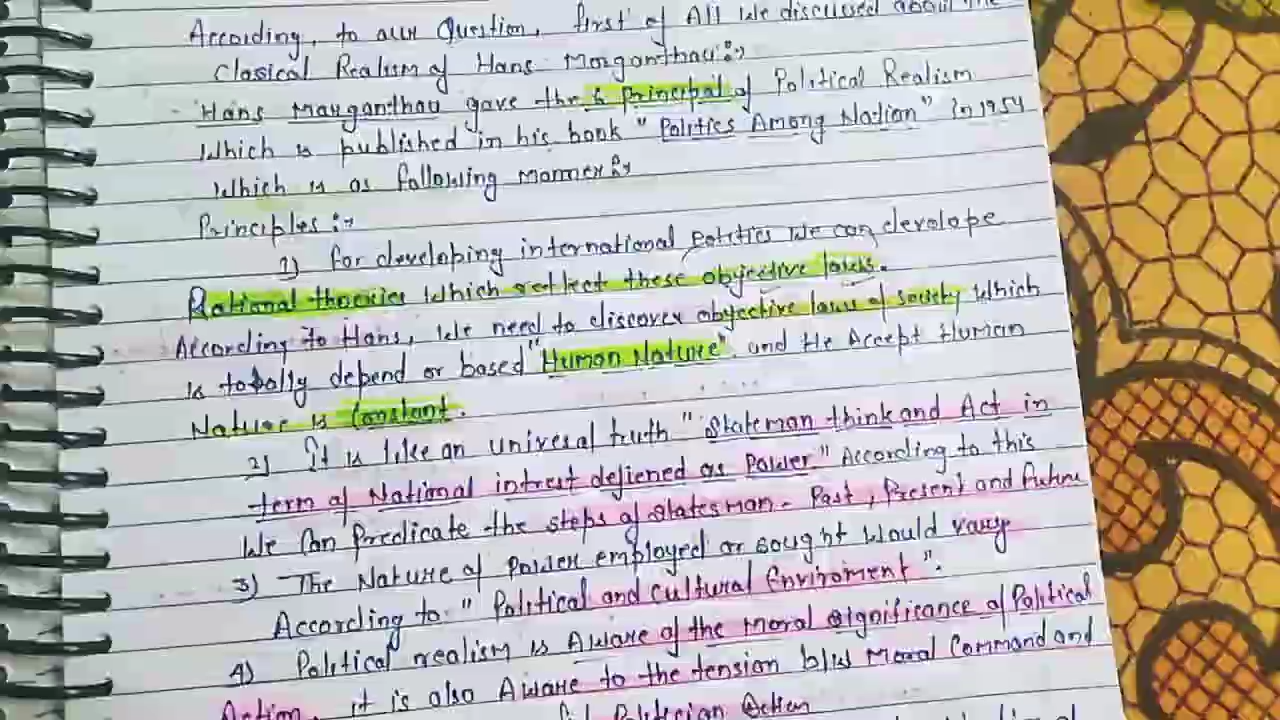 According, to our Question, first of All we discussed about the
Clasical Realism of Hans Morganthau:-
Hans Mayganthau gave the 6 principal of Political Realism
Which is published in his book "Politics Among Nation" in 1954
Which is as following manner:-
Principles :-
1) for developing international politics we can develope
Rational theories which reflect these objective laws.
According to Hans, We need to discover obyective laws of society which
is totally depend or based "Human Nature" and He Accept Human
Nature is Constant.
2) It is like an univesal truth "Stateman think and Act in
term of National intrest defiened as Power" According to this
We Can Predicate the steps of statesman - Past, Present and future
3) The Nature of Power employed or sought Would vary
According to "Political and cultural Enviroment".
4) Political realism is Aware of the moral significance of Political
Action, it is also Aware to the tension b/w Moral Command and
Politician Action